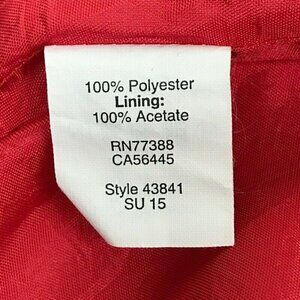 100% Polyester
Lining:
100% Acetate
RN77388
CA56445
Style 43841
SU 15